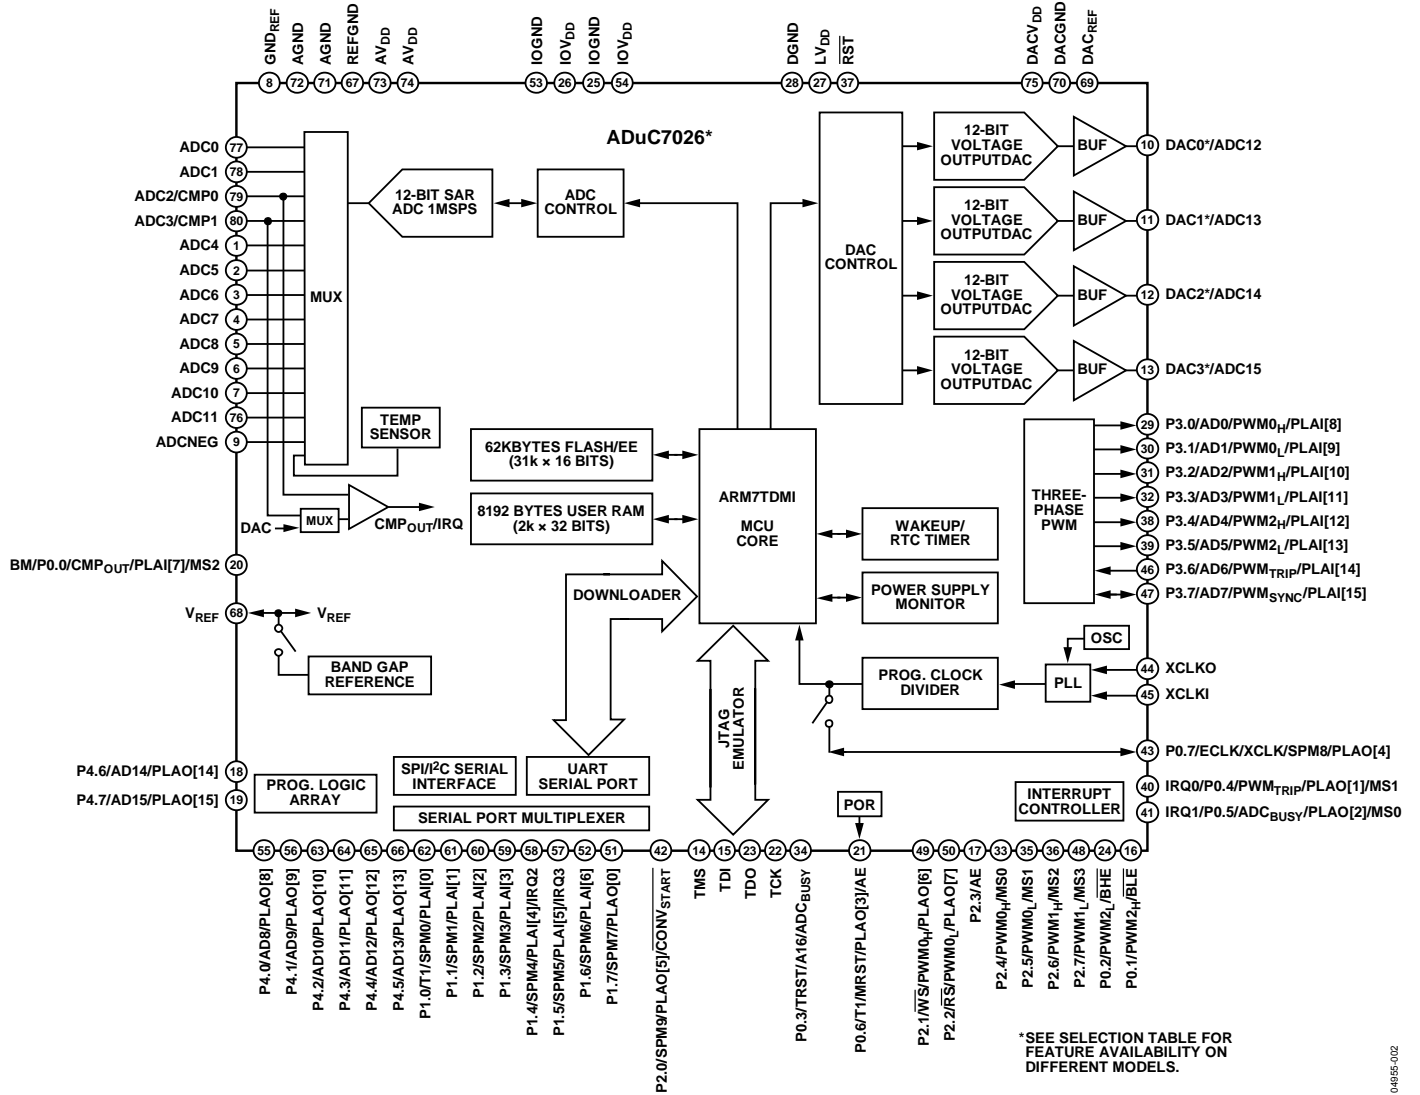 GNDREF
AGND
AGND
REFGND
AVDD
AVDD
IOGND
IOVDD
IOGND
IOVDD
DGND
LVDD
RST
DACVDD
DACGND
DACREF
8 72 71 67 73 74 53 26 25 54 28 27 37 75 70 69
ADuC7026*
ADC0 77
ADC1 78
ADC2/CMP0 79
ADC3/CMP1 80
ADC4 1
ADC5 2
ADC6 3
ADC7 4
ADC8 5
ADC9 6
ADC10 7
ADC11 76
ADCNEG 9
MUX
12-BIT SAR
ADC 1MSPS
ADC
CONTROL
TEMP
SENSOR
DAC
MUX
CMPOUT/IRQ
DAC
CONTROL
12-BIT
VOLTAGE
OUTPUTDAC
BUF
10 DAC0*/ADC12
12-BIT
VOLTAGE
OUTPUTDAC
BUF
11 DAC1*/ADC13
12-BIT
VOLTAGE
OUTPUTDAC
BUF
12 DAC2*/ADC14
12-BIT
VOLTAGE
OUTPUTDAC
BUF
13 DAC3*/ADC15
62KBYTES FLASH/EE
(31k × 16 BITS)
8192 BYTES USER RAM
(2k × 32 BITS)
ARM7TDMI
MCU
CORE
WAKEUP/
RTC TIMER
POWER SUPPLY
MONITOR
THREE-
PHASE
PWM
29 P3.0/AD0/PWM0H/PLAI[8]
30 P3.1/AD1/PWM0L/PLAI[9]
31 P3.2/AD2/PWM1H/PLAI[10]
32 P3.3/AD3/PWM1L/PLAI[11]
38 P3.4/AD4/PWM2H/PLAI[12]
39 P3.5/AD5/PWM2L/PLAI[13]
46 P3.6/AD6/PWMTRIP/PLAI[14]
47 P3.7/AD7/PWMSYNC/PLAI[15]
BM/P0.0/CMPOUT/PLAI[7]/MS2 20
VREF 68 VREF
BAND GAP
REFERENCE
DOWNLOADER
JTAG
EMULATOR
OSC
PROG. CLOCK
DIVIDER
PLL
44 XCLKO
45 XCLKI
43 P0.7/ECLK/XCLK/SPM8/PLAO[4]
40 IRQ0/P0.4/PWMTRIP/PLAO[1]/MS1
41 IRQ1/P0.5/ADCBUSY/PLAO[2]/MS0
P4.6/AD14/PLAO[14] 18
P4.7/AD15/PLAO[15] 19
PROG. LOGIC
ARRAY
SPI/I2C SERIAL
INTERFACE
UART
SERIAL PORT
SERIAL PORT MULTIPLEXER
POR
INTERRUPT
CONTROLLER
55 56 63 64 65 66 62 61 60 59 58 57 52 51 42 14 15 23 22 34 21 49 50 17 33 35 36 48 24 16
P4.0/AD8/PLAO[8]
P4.1/AD9/PLAO[9]
P4.2/AD10/PLAO[10]
P4.3/AD11/PLAO[11]
P4.4/AD12/PLAO[12]
P4.5/AD13/PLAO[13]
P1.0/T1/SPM0/PLAI[0]
P1.1/SPM1/PLAI[1]
P1.2/SPM2/PLAI[2]
P1.3/SPM3/PLAI[3]
P1.4/SPM4/PLAI[4]/IRQ2
P1.5/SPM5/PLAI[5]/IRQ3
P1.6/SPM6/PLAI[6]
P1.7/SPM7/PLAO[0]
P2.0/SPM9/PLAO[5]/CONVSTART
TMS
TDI
TDO
TCK
P0.3/TRST/A16/ADCBUSY
P0.6/T1/MRST/PLAO[3]/AE
P2.1/WS/PWM0H/PLAO[6]
P2.2/RS/PWM0L/PLAO[7]
P2.3/AE
P2.4/PWM0H/MS0
P2.5/PWM0L/MS1
P2.6/PWM1H/MS2
P2.7/PWM1L/MS3
P0.2/PWM2L/BHE
P0.1/PWM2H/BLE
*SEE SELECTION TABLE FOR
FEATURE AVAILABILITY ON
DIFFERENT MODELS.
04955-002